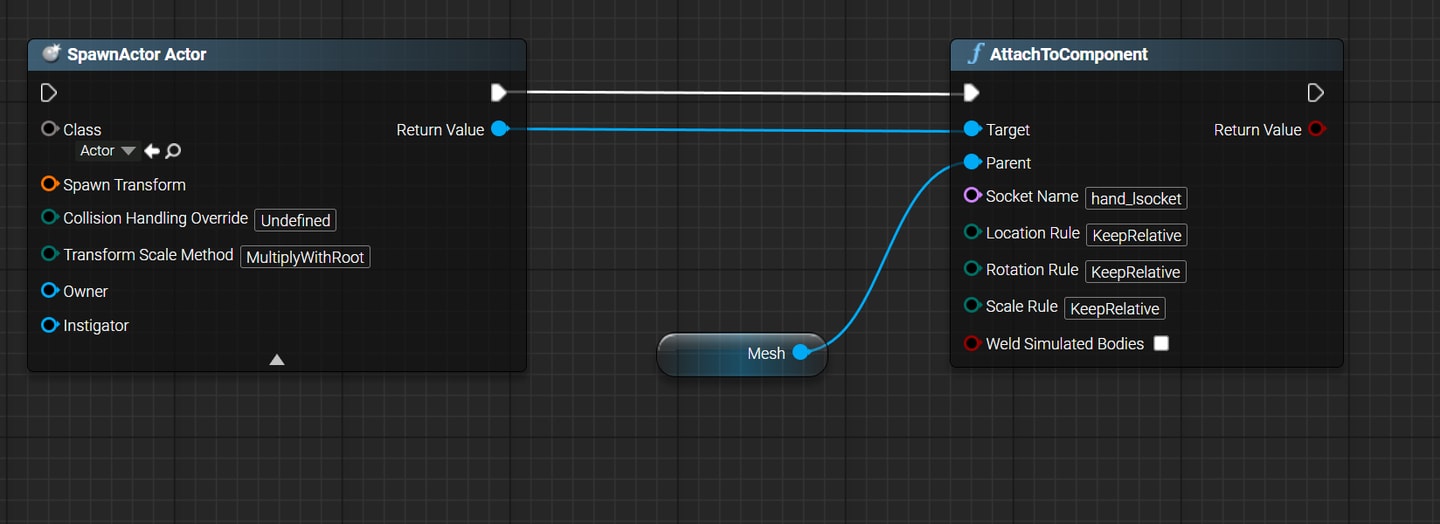 SpawnActor Actor
Class
Return Value
Actor
Spawn Transform
Collision Handling Override Undefined
Transform Scale Method MultiplyWithRoot
Owner
Instigator
Mesh
AttachToComponent
Target
Return Value
Parent
Socket Name hand_lsocket
Location Rule KeepRelative
Rotation Rule KeepRelative
Scale Rule KeepRelative
Weld Simulated Bodies